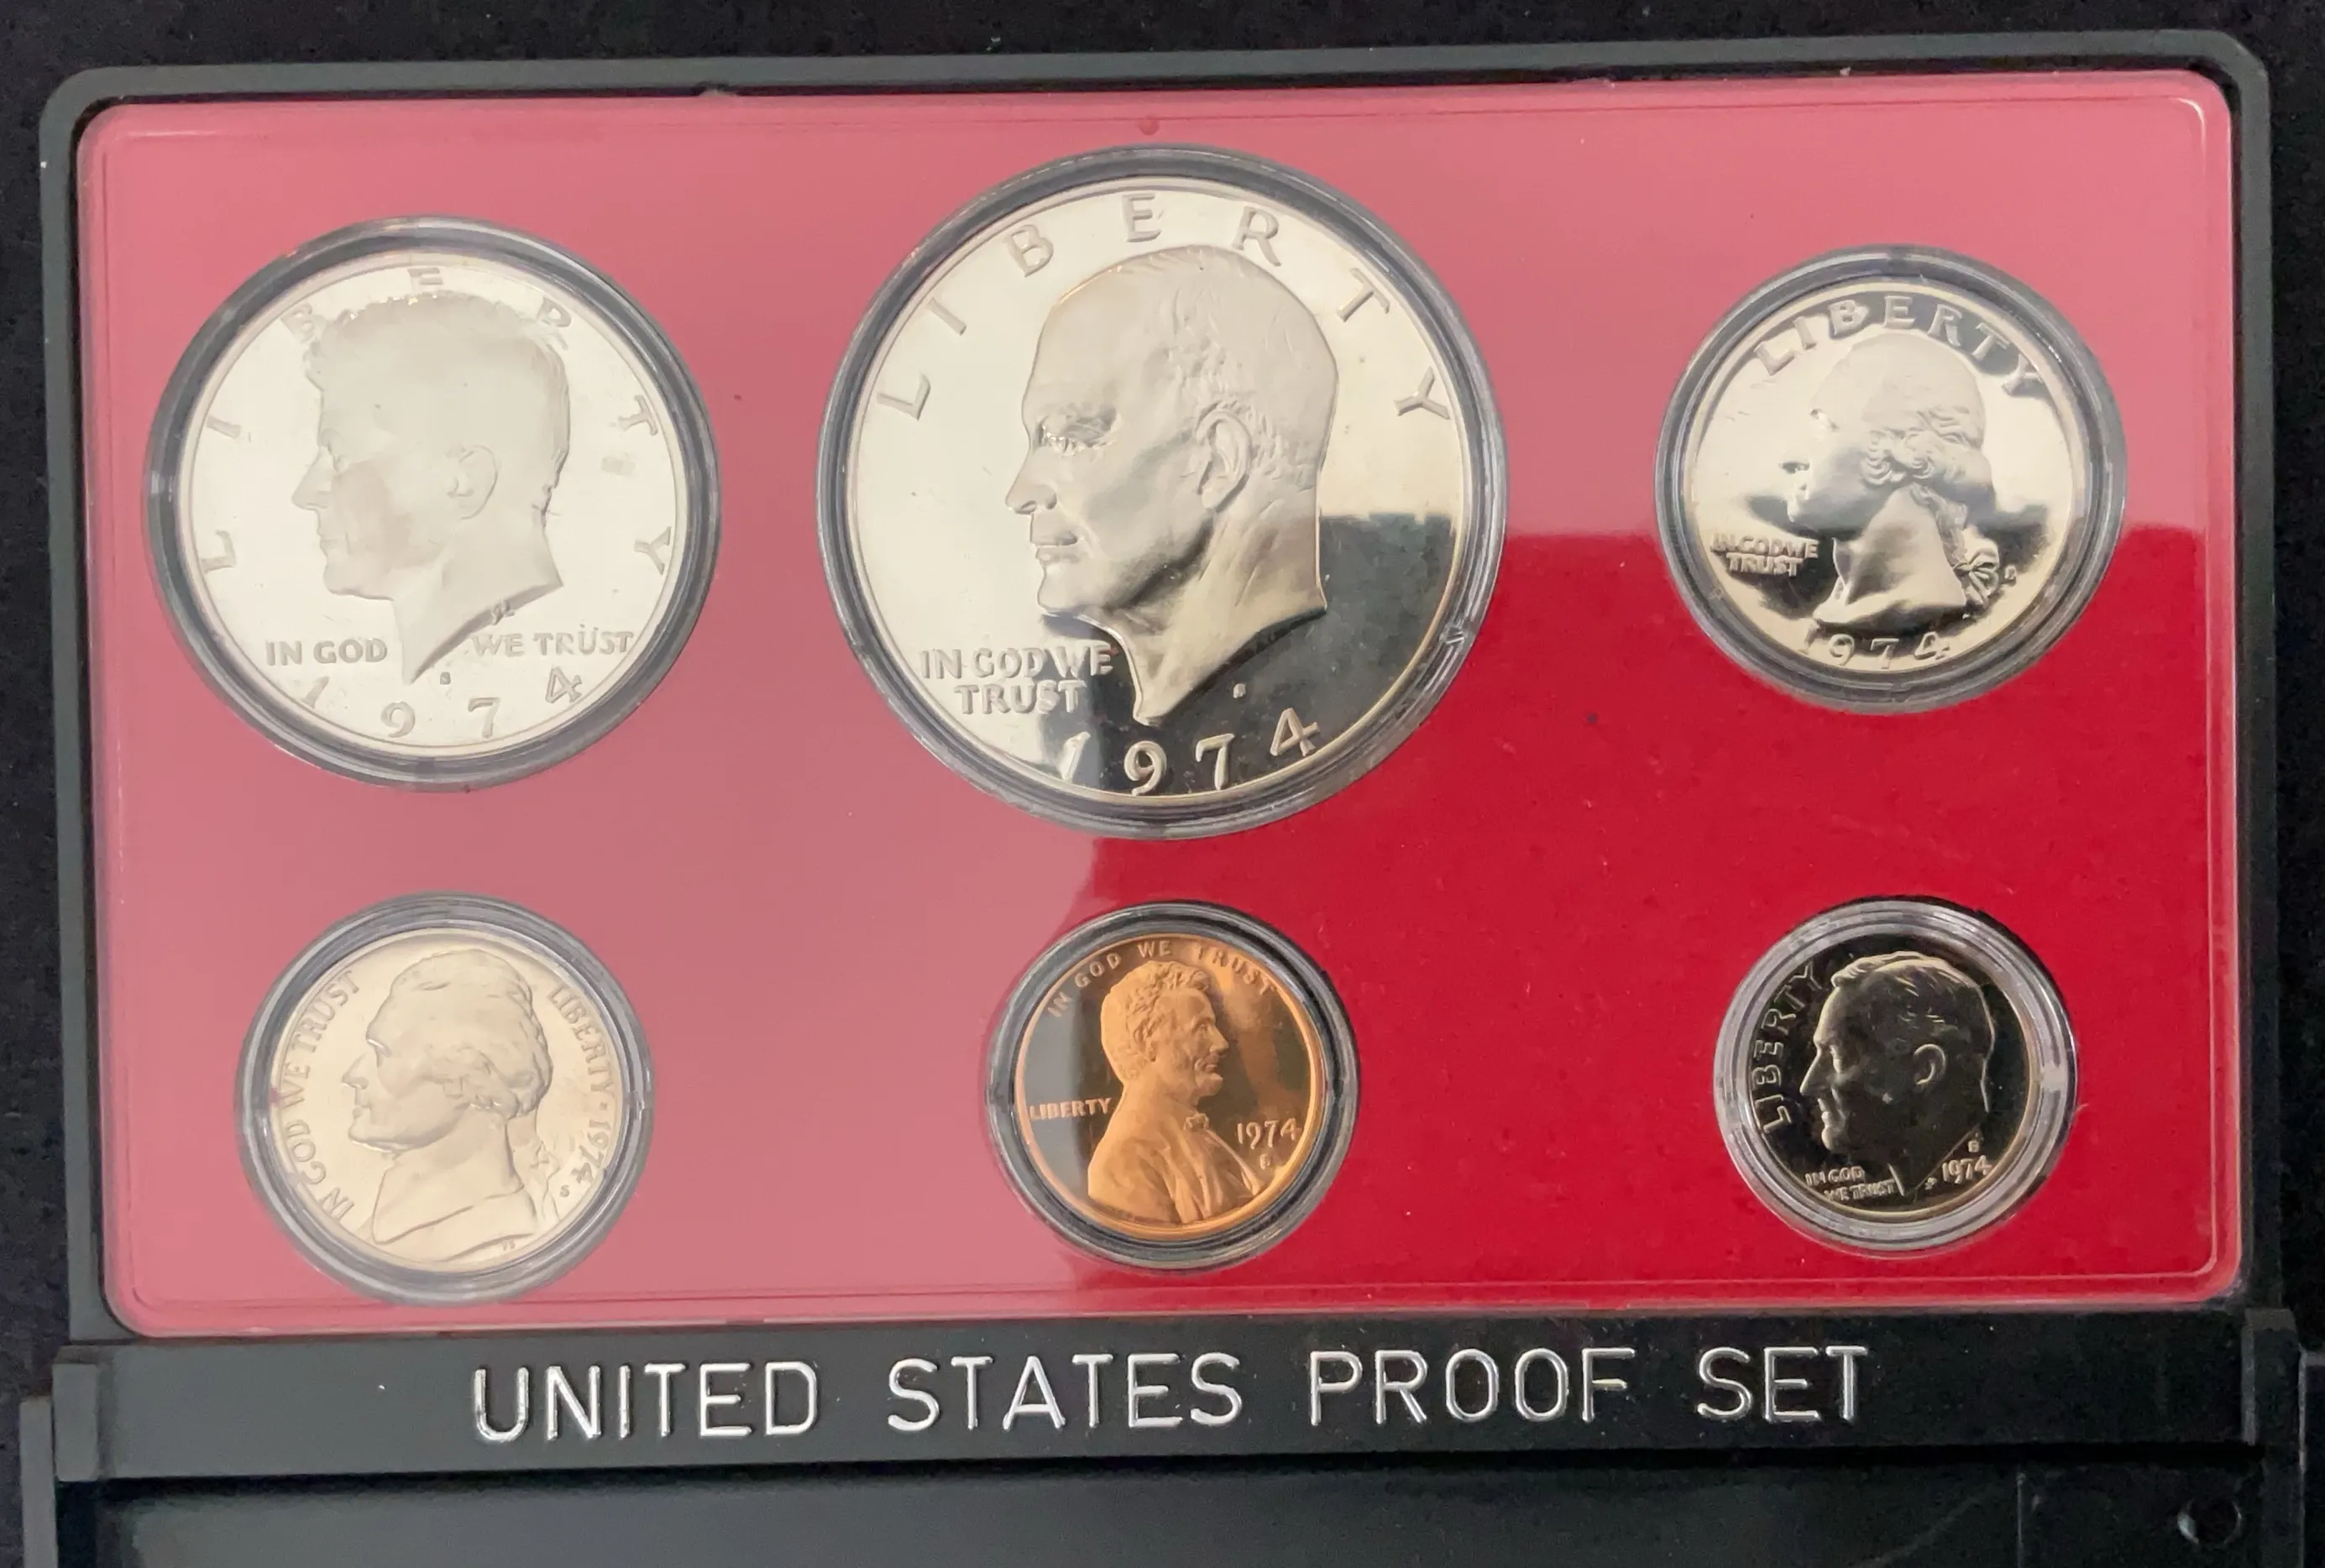 LIBERTY
IN GOD WE TRUST
S
1974
LIBERTY
IN GOD WE
TRUST
S
1974
LIBERTY
IN GOD WE
TRUST
S
1974
IN GOD WE TRUST
LIBERTY · 1974
S
FS
IN GOD WE TRUST
LIBERTY
1974
S
LIBERTY
IN GOD
WE TRUST
S
1974
UNITED STATES PROOF SET